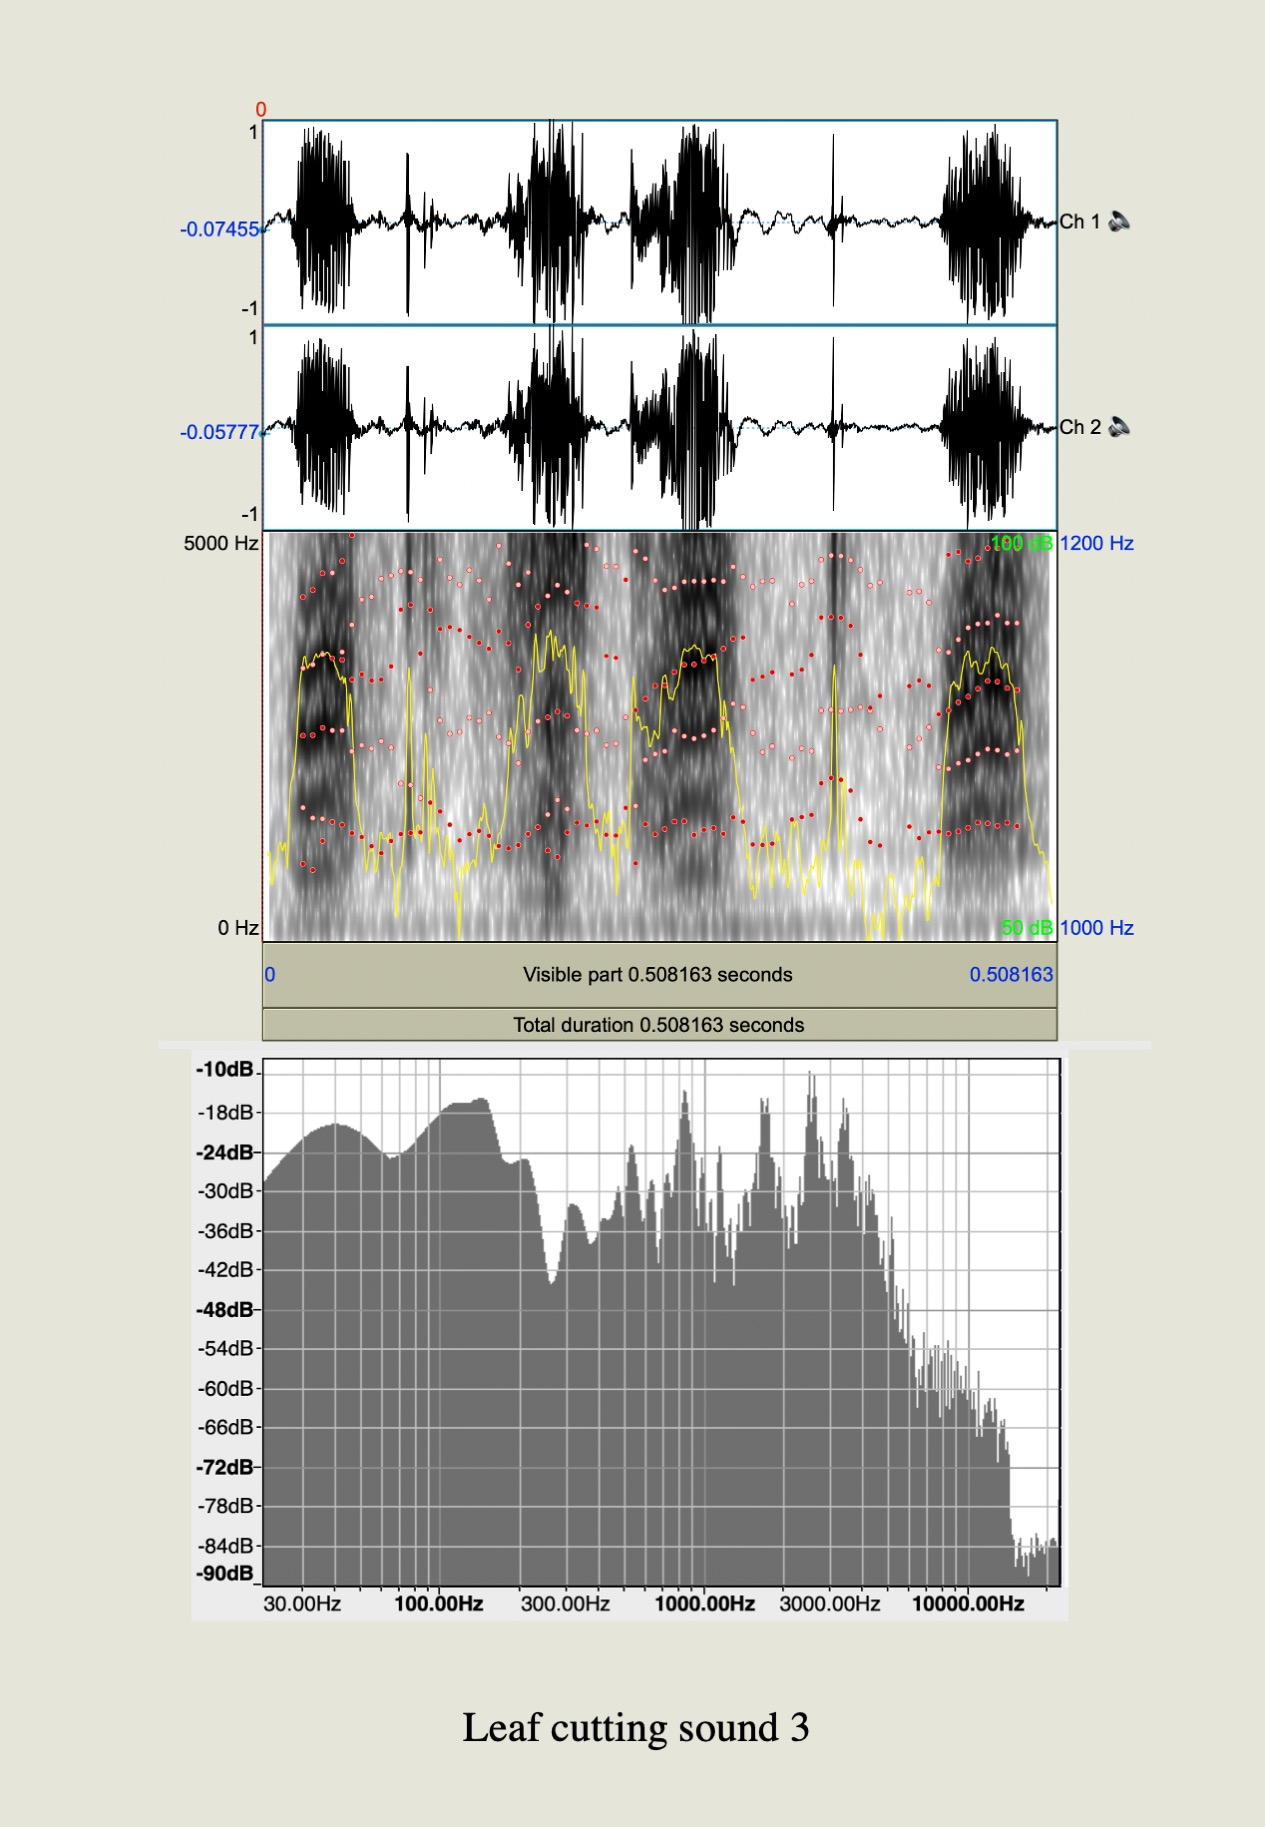 0
1
-0.07455
Ch 1
-1
1
-0.05777
Ch 2
-1
5000 Hz
100 dB
1200 Hz
0 Hz
50 dB
1000 Hz
0
Visible part 0.508163 seconds
0.508163
Total duration 0.508163 seconds
-10dB
-18dB
-24dB
-30dB
-36dB
-42dB
-48dB
-54dB
-60dB
-66dB
-72dB
-78dB
-84dB
-90dB
30.00Hz 100.00Hz 300.00Hz 1000.00Hz 3000.00Hz 10000.00Hz
Leaf cutting sound 3